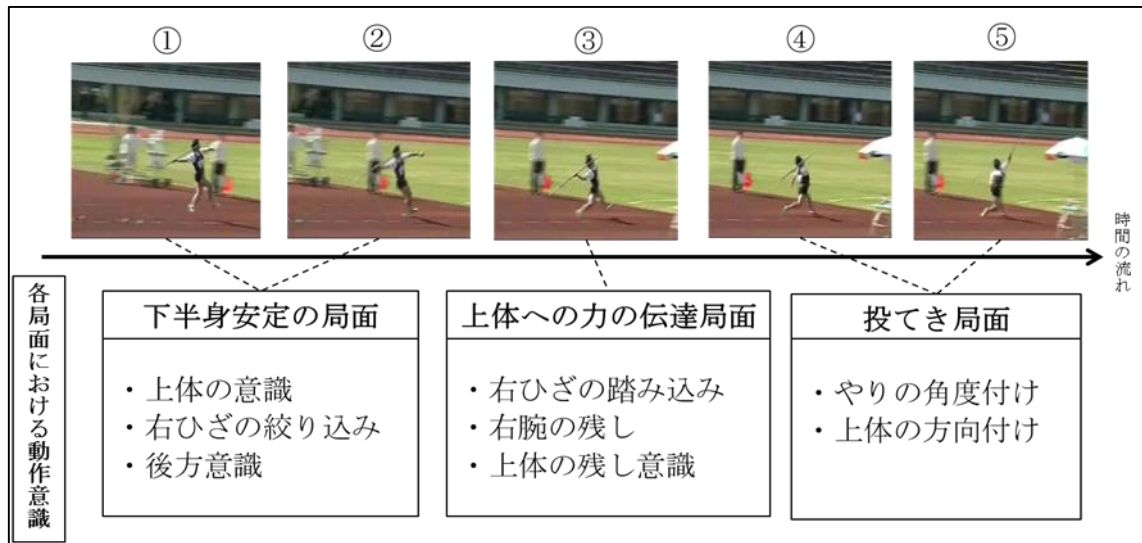 ①
②
③
④
⑤
時間の流れ
各局面における動作意識
下半身安定の局面
・上体の意識
・右ひざの絞り込み
・後方意識
上体への力の伝達局面
・右ひざの踏み込み
・右腕の残し
・上体の残し意識
投てき局面
・やりの角度付け
・上体の方向付け